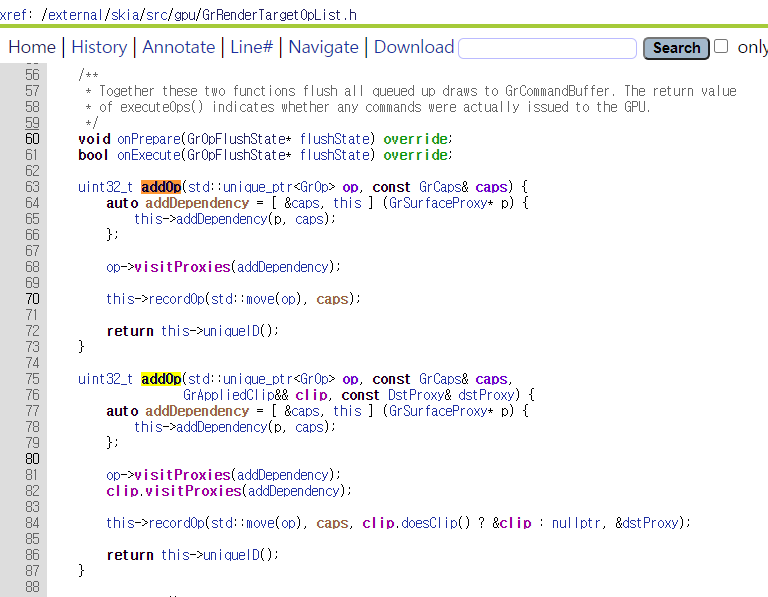 xref: /external/skia/src/gpu/GrRenderTargetOpList.h
Home | History | Annotate | Line# | Navigate | Download Search only
56 /**
57 * Together these two functions flush all queued up draws to GrCommandBuffer. The return value
58 * of executeOps() indicates whether any commands were actually issued to the GPU.
59 */
60 void onPrepare(GrOpFlushState* flushState) override;
61 bool onExecute(GrOpFlushState* flushState) override;
62
63 uint32_t addOp(std::unique_ptr<GrOp> op, const GrCaps& caps) {
64 auto addDependency = [ &caps, this ] (GrSurfaceProxy* p) {
65 this->addDependency(p, caps);
66 };
67
68 op->visitProxies(addDependency);
69
70 this->recordOp(std::move(op), caps);
71
72 return this->uniqueID();
73 }
74
75 uint32_t addOp(std::unique_ptr<GrOp> op, const GrCaps& caps,
76 GrAppliedClip&& clip, const DstProxy& dstProxy) {
77 auto addDependency = [ &caps, this ] (GrSurfaceProxy* p) {
78 this->addDependency(p, caps);
79 };
80
81 op->visitProxies(addDependency);
82 clip.visitProxies(addDependency);
83
84 this->recordOp(std::move(op), caps, clip.doesClip() ? &clip : nullptr, &dstProxy);
85
86 return this->uniqueID();
87 }
88